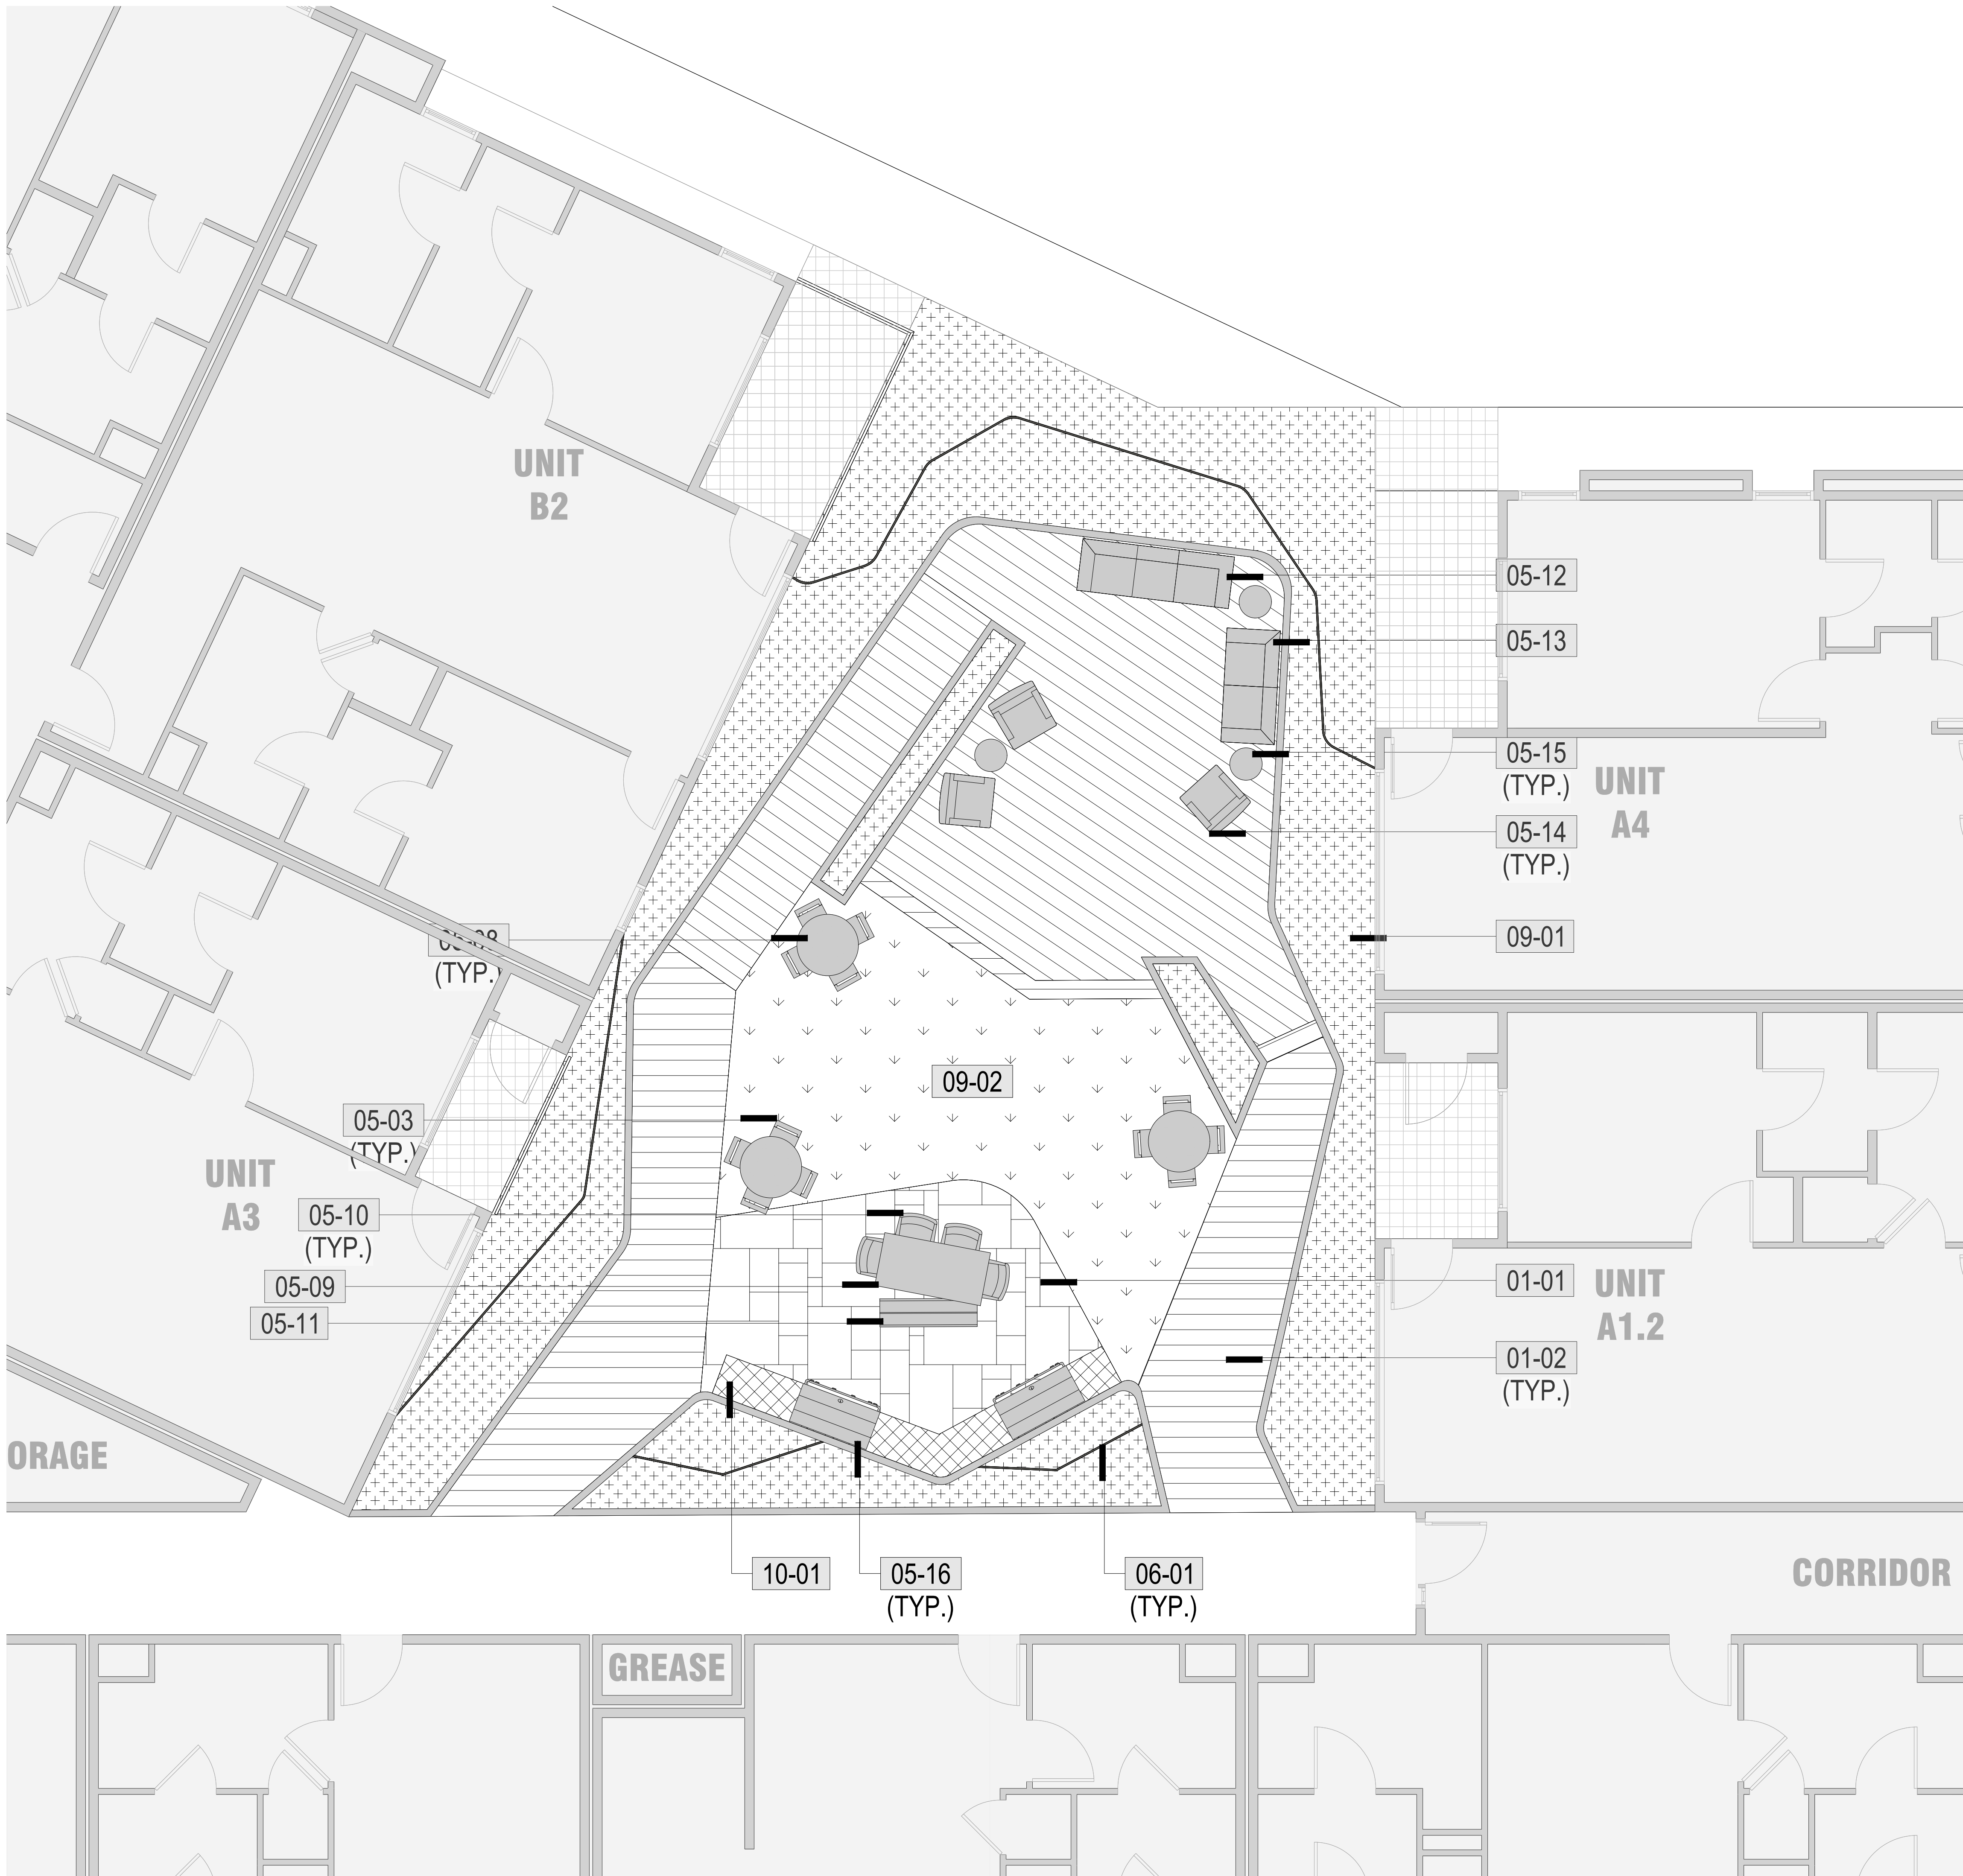 UNIT
B2
05-12
05-13
05-15
(TYP.)
UNIT
A4
05-14
(TYP.)
05-08
(TYP.)
09-01
09-02
05-03
(TYP.)
UNIT
A3
05-10
(TYP.)
05-09
05-11
01-01
UNIT
A1.2
01-02
(TYP.)
ORAGE
10-01
05-16
(TYP.)
06-01
(TYP.)
CORRIDOR
GREASE